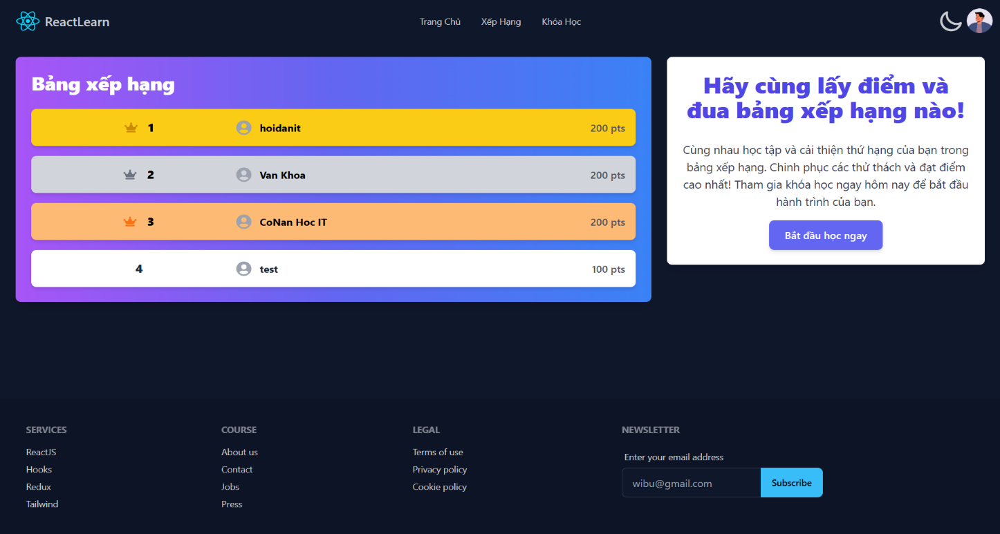 ReactLearn
Trang Chủ
Xếp Hạng
Khóa Học
Bảng xếp hạng
1 hoidanit 200 pts
2 Van Khoa 200 pts
3 CoNan Hoc IT 200 pts
4 test 100 pts
Hãy cùng lấy điểm và
đua bảng xếp hạng nào!
Cùng nhau học tập và cải thiện thứ hạng của bạn trong
bảng xếp hạng. Chinh phục các thử thách và đạt điểm
cao nhất! Tham gia khóa học ngay hôm nay để bắt đầu
hành trình của bạn.
Bắt đầu học ngay
SERVICES
ReactJS
Hooks
Redux
Tailwind
COURSE
About us
Contact
Jobs
Press
LEGAL
Terms of use
Privacy policy
Cookie policy
NEWSLETTER
Enter your email address
wibu@gmail.com
Subscribe